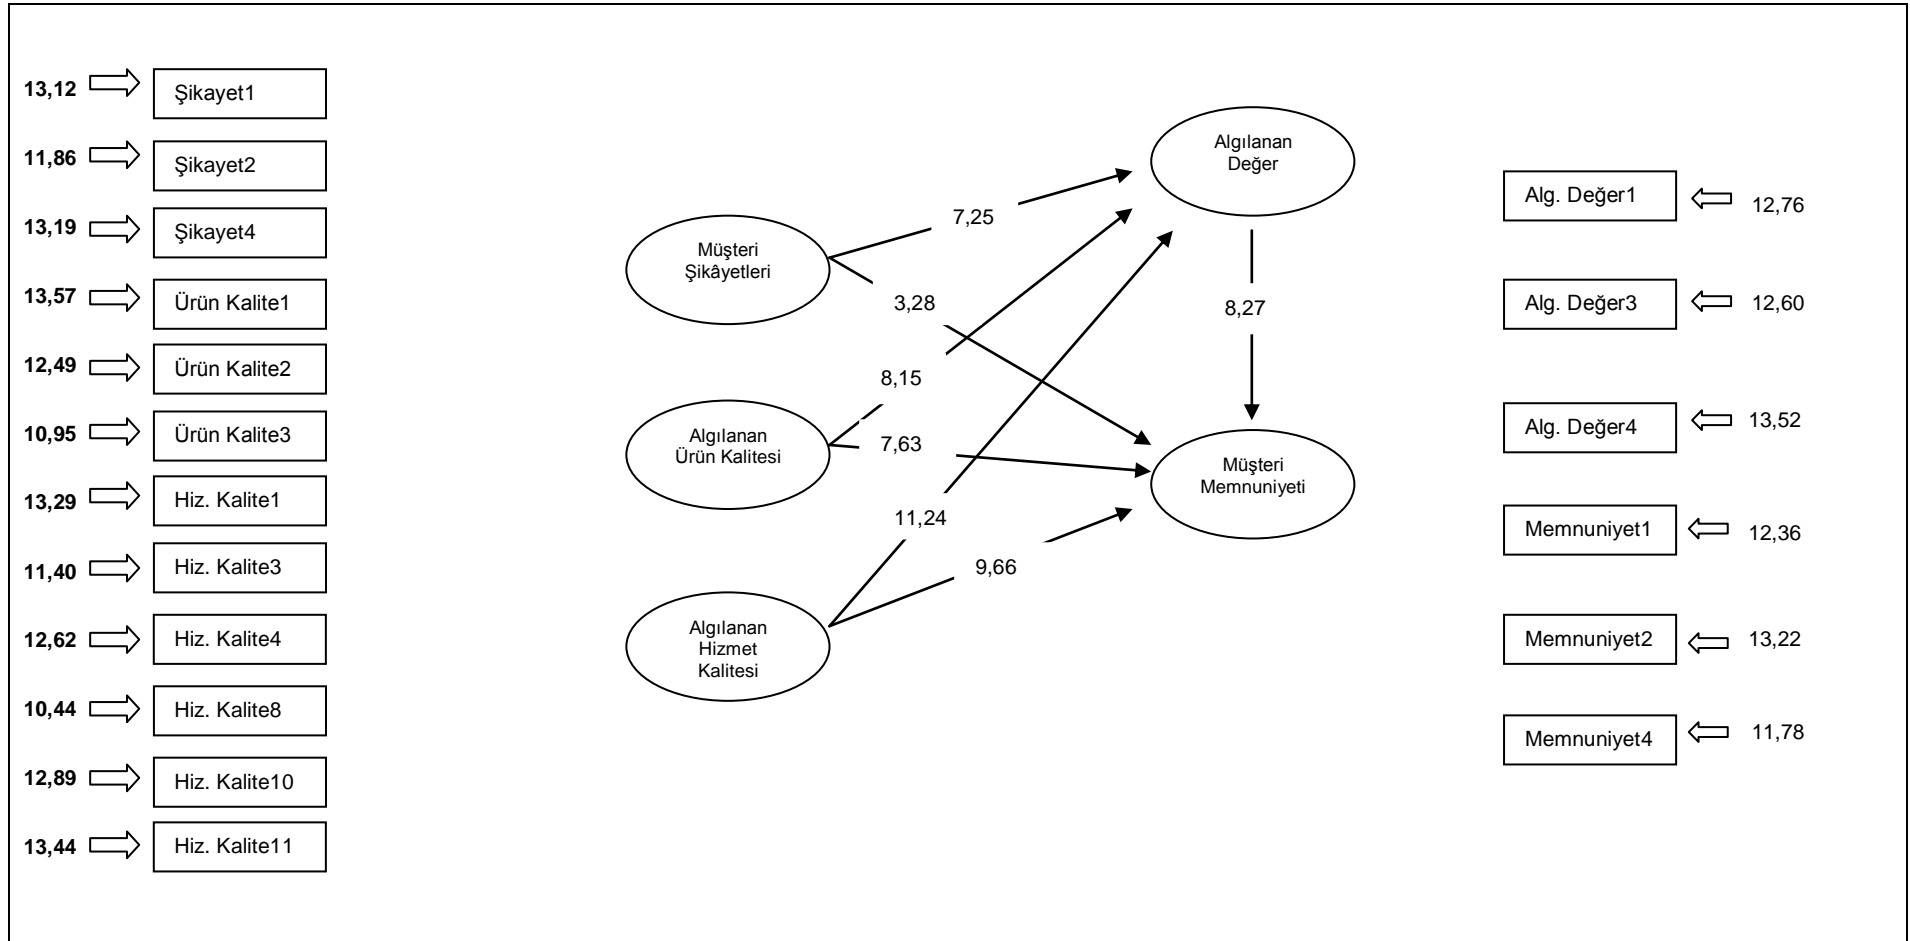 13,12
Şikayet1
11,86
Şikayet2
13,19
Şikayet4
13,57
Ürün Kalite1
12,49
Ürün Kalite2
10,95
Ürün Kalite3
13,29
Hiz. Kalite1
11,40
Hiz. Kalite3
12,62
Hiz. Kalite4
10,44
Hiz. Kalite8
12,89
Hiz. Kalite10
13,44
Hiz. Kalite11
Müşteri
Şikâyetleri
Algılanan
Ürün Kalitesi
Algılanan
Hizmet
Kalitesi
7,25
3,28
8,15
7,63
11,24
9,66
Algılanan
Değer
8,27
Müşteri
Memnuniyeti
Alg. Değer1
12,76
Alg. Değer3
12,60
Alg. Değer4
13,52
Memnuniyet1
12,36
Memnuniyet2
13,22
Memnuniyet4
11,78